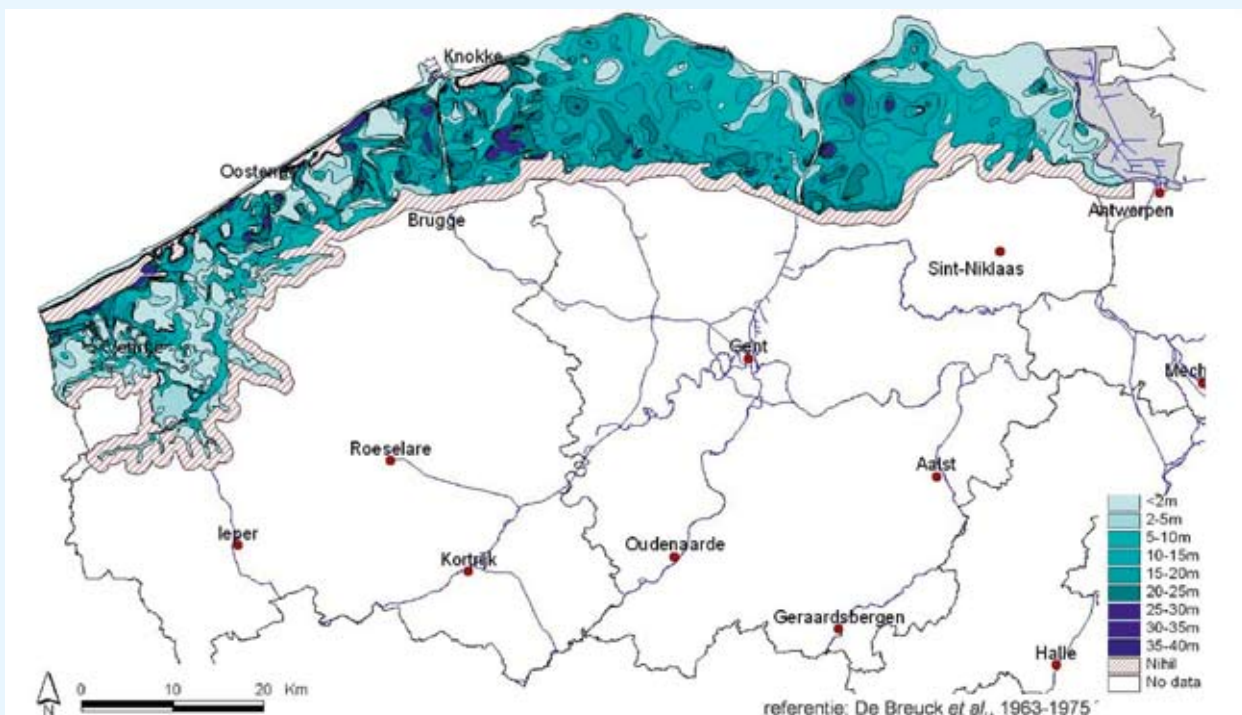 Knokke
Oostende
Brugge
Antwerpen
Sint-Niklaas
Gent
Mech
Roeselare
Aalst
Ieper
Kortrijk
Oudenaarde
Geraardsbergen
Halle
<2m
2-5m
5-10m
10-15m
15-20m
20-25m
25-30m
30-35m
35-40m
Nihil
No data
N
0 10 20 Km
referentie: De Breuck et al., 1963-1975